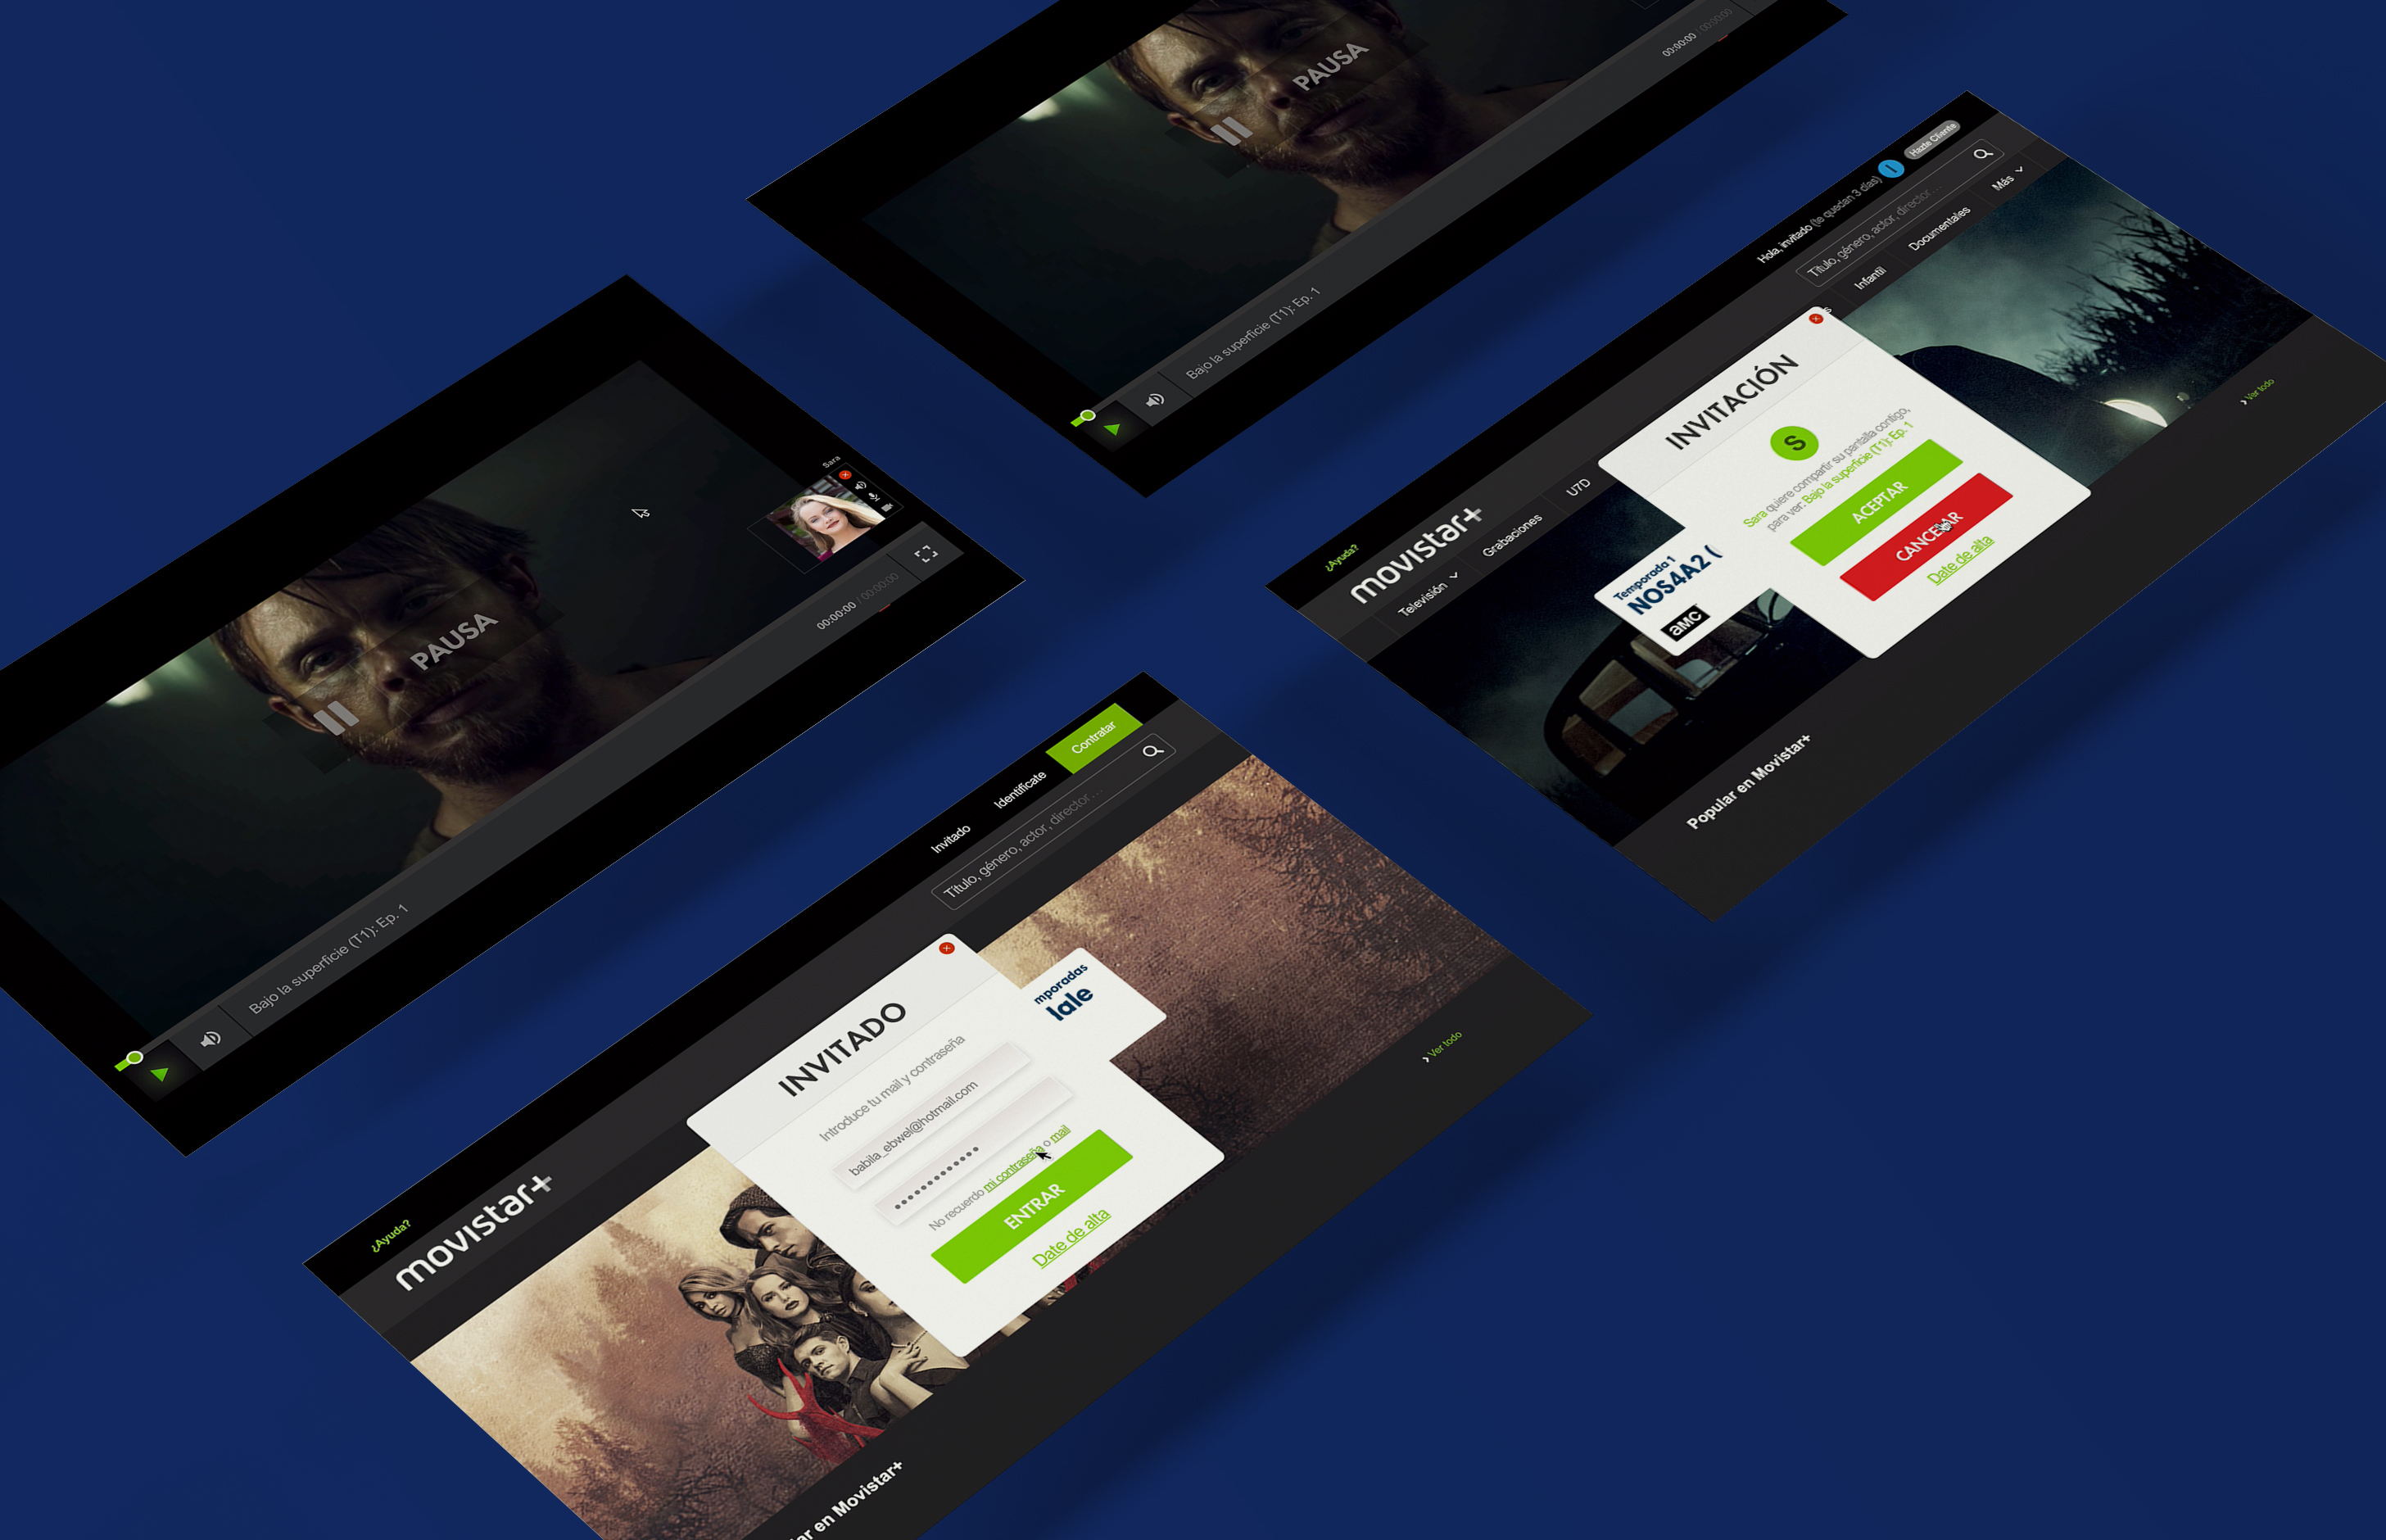 PAUSA
00:00:00 / 00:00:00
Bajo la superficie (T1): Ep. 1
Sara
PAUSA
00:00:00 / 00:00:00
Bajo la superficie (T1): Ep. 1
Hola, invitado (te quedan 3 días)
I
Hazte Cliente
¿Ayuda?
movistar+
Título, género, actor, director…
Televisión
Grabaciones
U7D
Infantil
Documentales
Más
INVITACIÓN
S
Sara quiere compartir su pantalla contigo,
para ver: Bajo la superficie (T1): Ep. 1
ACEPTAR
CANCELAR
Date de alta
Temporada 1
NOS4A2 (
aMC
Popular en Movistar+
Ver todo
¿Ayuda?
Invitado
Identifícate
Contratar
movistar+
Título, género, actor, director…
INVITADO
Introduce tu mail y contraseña
babila_ebwel@hotmail.com
No recuerdo mi contraseña o mail
ENTRAR
Date de alta
mporadas
lale
ar en Movistar+
Ver todo